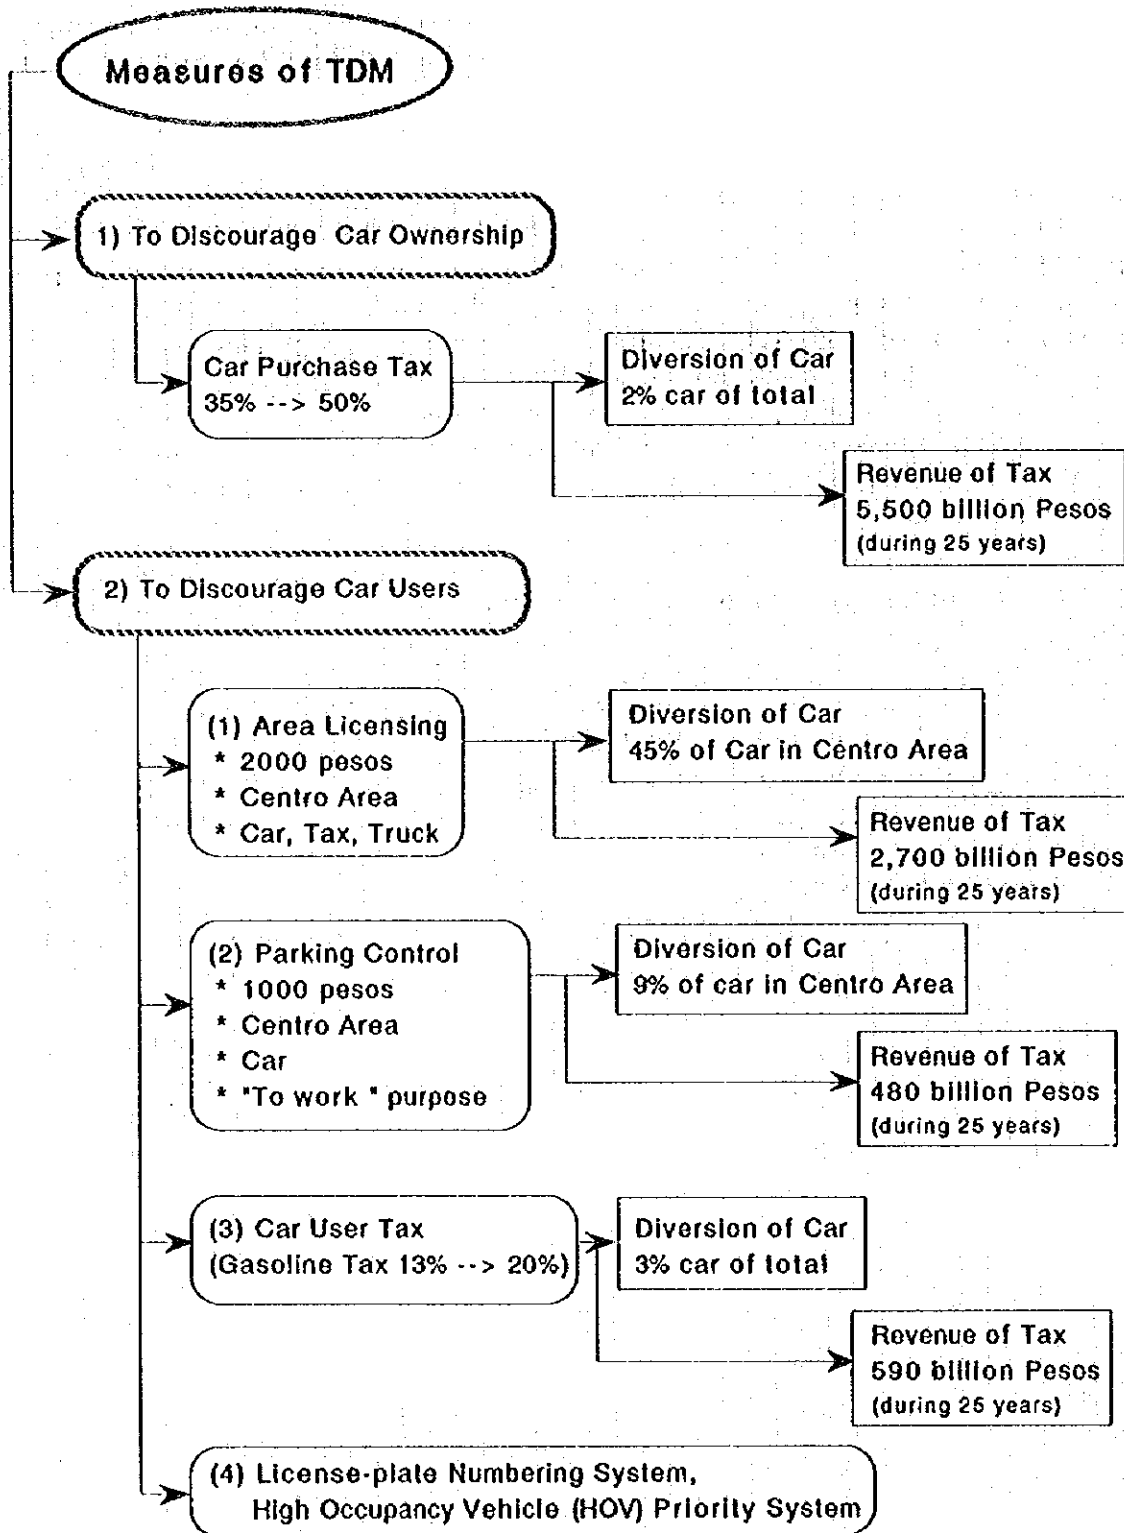 Measures of TDM
1) To Discourage Car Ownership
Car Purchase Tax
35% --> 50%
Diversion of Car
2% car of total
Revenue of Tax
5,500 billion Pesos
(during 25 years)
2) To Discourage Car Users
(1) Area Licensing
* 2000 pesos
* Centro Area
* Car, Tax, Truck
Diversion of Car
45% of Car in Centro Area
Revenue of Tax
2,700 billion Pesos
(during 25 years)
(2) Parking Control
* 1000 pesos
* Centro Area
* Car
* "To work " purpose
Diversion of Car
9% of car in Centro Area
Revenue of Tax
480 billion Pesos
(during 25 years)
(3) Car User Tax
(Gasoline Tax 13% --> 20%)
Diversion of Car
3% car of total
Revenue of Tax
590 billion Pesos
(during 25 years)
(4) License-plate Numbering System,
High Occupancy Vehicle (HOV) Priority System